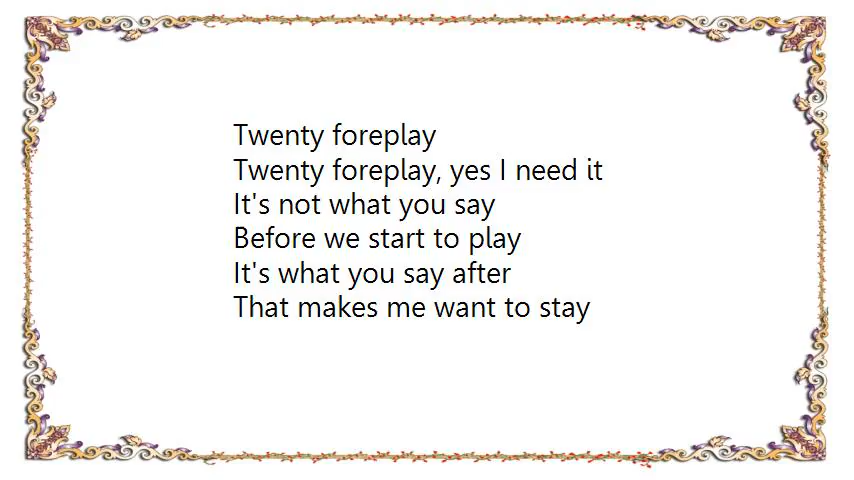 Twenty foreplay
Twenty foreplay, yes I need it
It's not what you say
Before we start to play
It's what you say after
That makes me want to stay